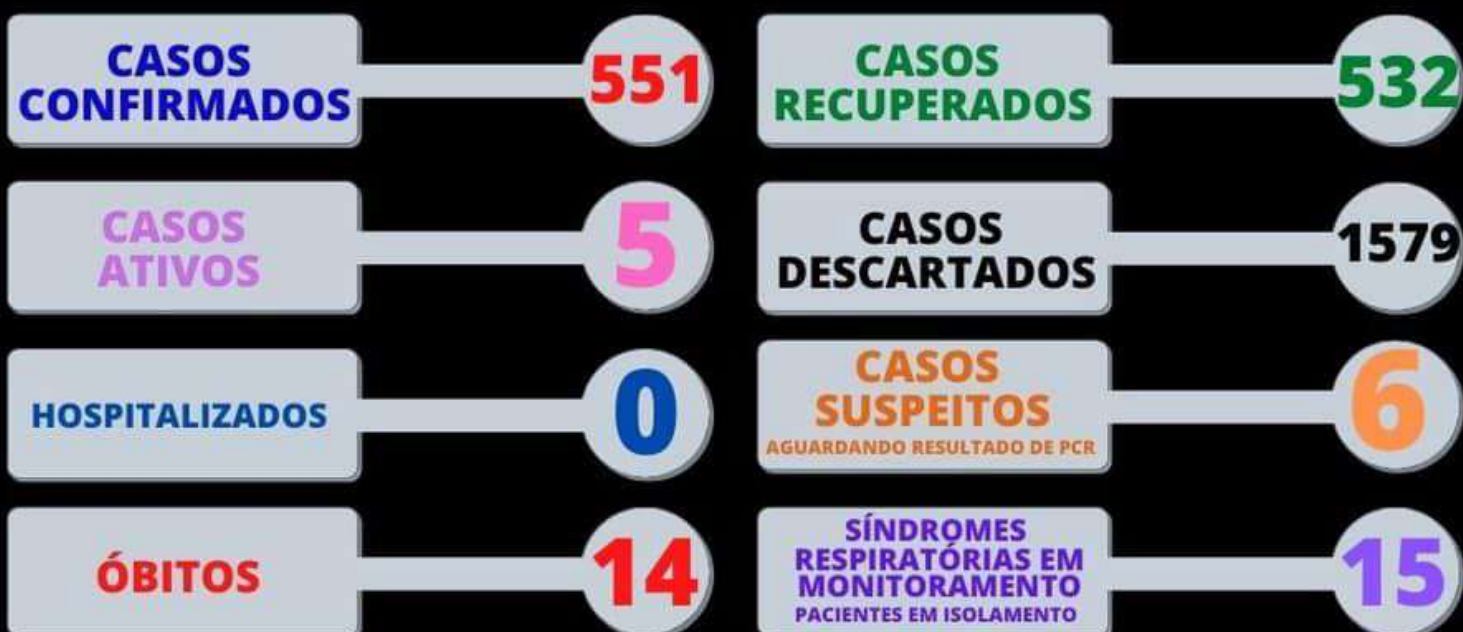 CASOS
CONFIRMADOS
551
CASOS
RECUPERADOS
532
CASOS
ATIVOS
5
CASOS
DESCARTADOS
1579
HOSPITALIZADOS
0
CASOS
SUSPEITOS
AGUARDANDO RESULTADO DE PCR
6
ÓBITOS
14
SÍNDROMES
RESPIRATÓRIAS EM
MONITORAMENTO
PACIENTES EM ISOLAMENTO
15